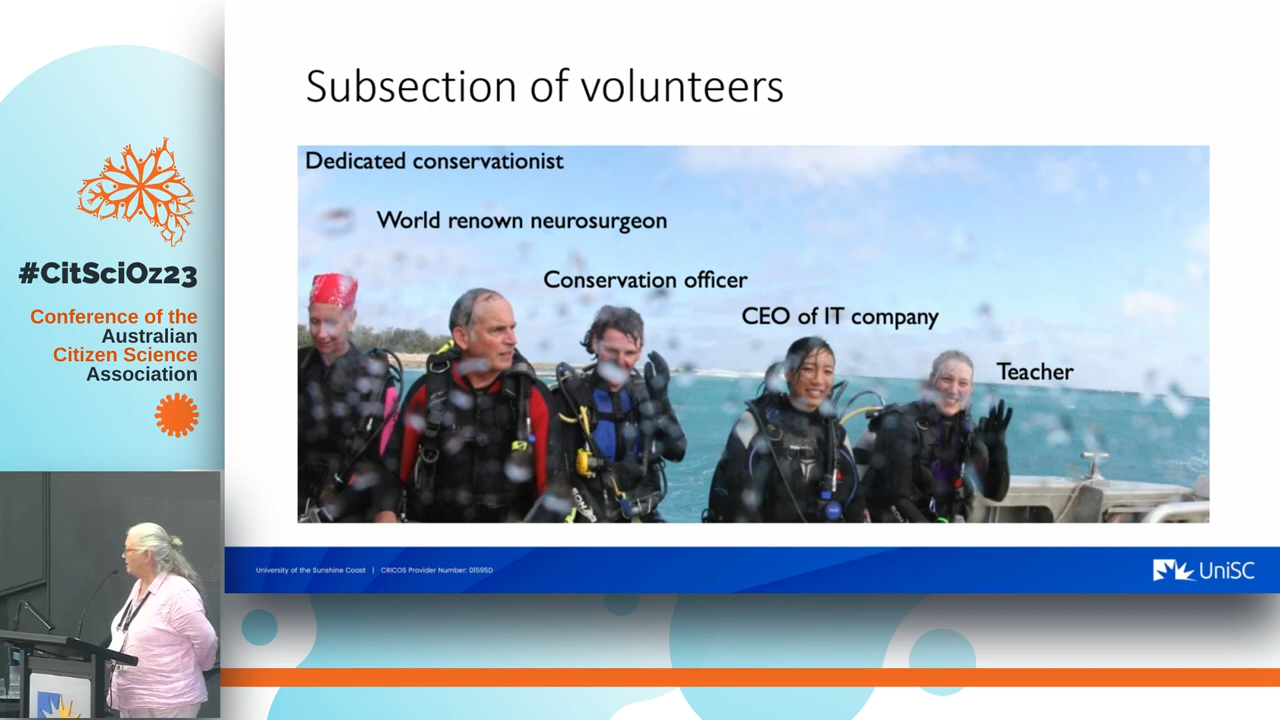 #CitSciOz23
Conference of the
Australian
Citizen Science
Association
Subsection of volunteers
Dedicated conservationist
World renown neurosurgeon
Conservation officer
CEO of IT company
Teacher
University of the Sunshine Coast | CRICOS Provider Number: 01595D
UniSC